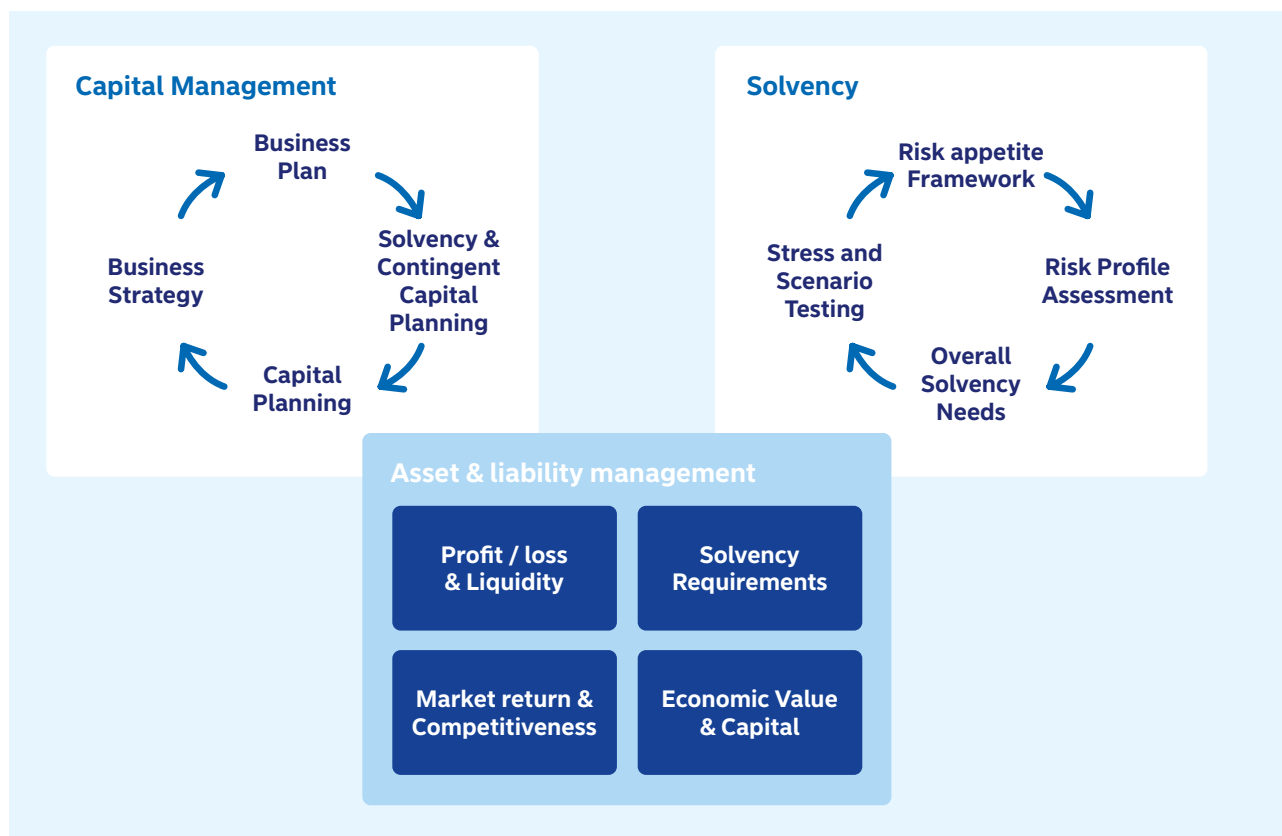 Capital Management
Business
Plan
Solvency &
Contingent
Capital
Planning
Capital
Planning
Business
Strategy
Solvency
Risk appetite
Framework
Risk Profile
Assessment
Overall
Solvency
Needs
Stress and
Scenario
Testing
Asset & liability management
Profit / loss
& Liquidity
Solvency
Requirements
Market return &
Competitiveness
Economic Value
& Capital